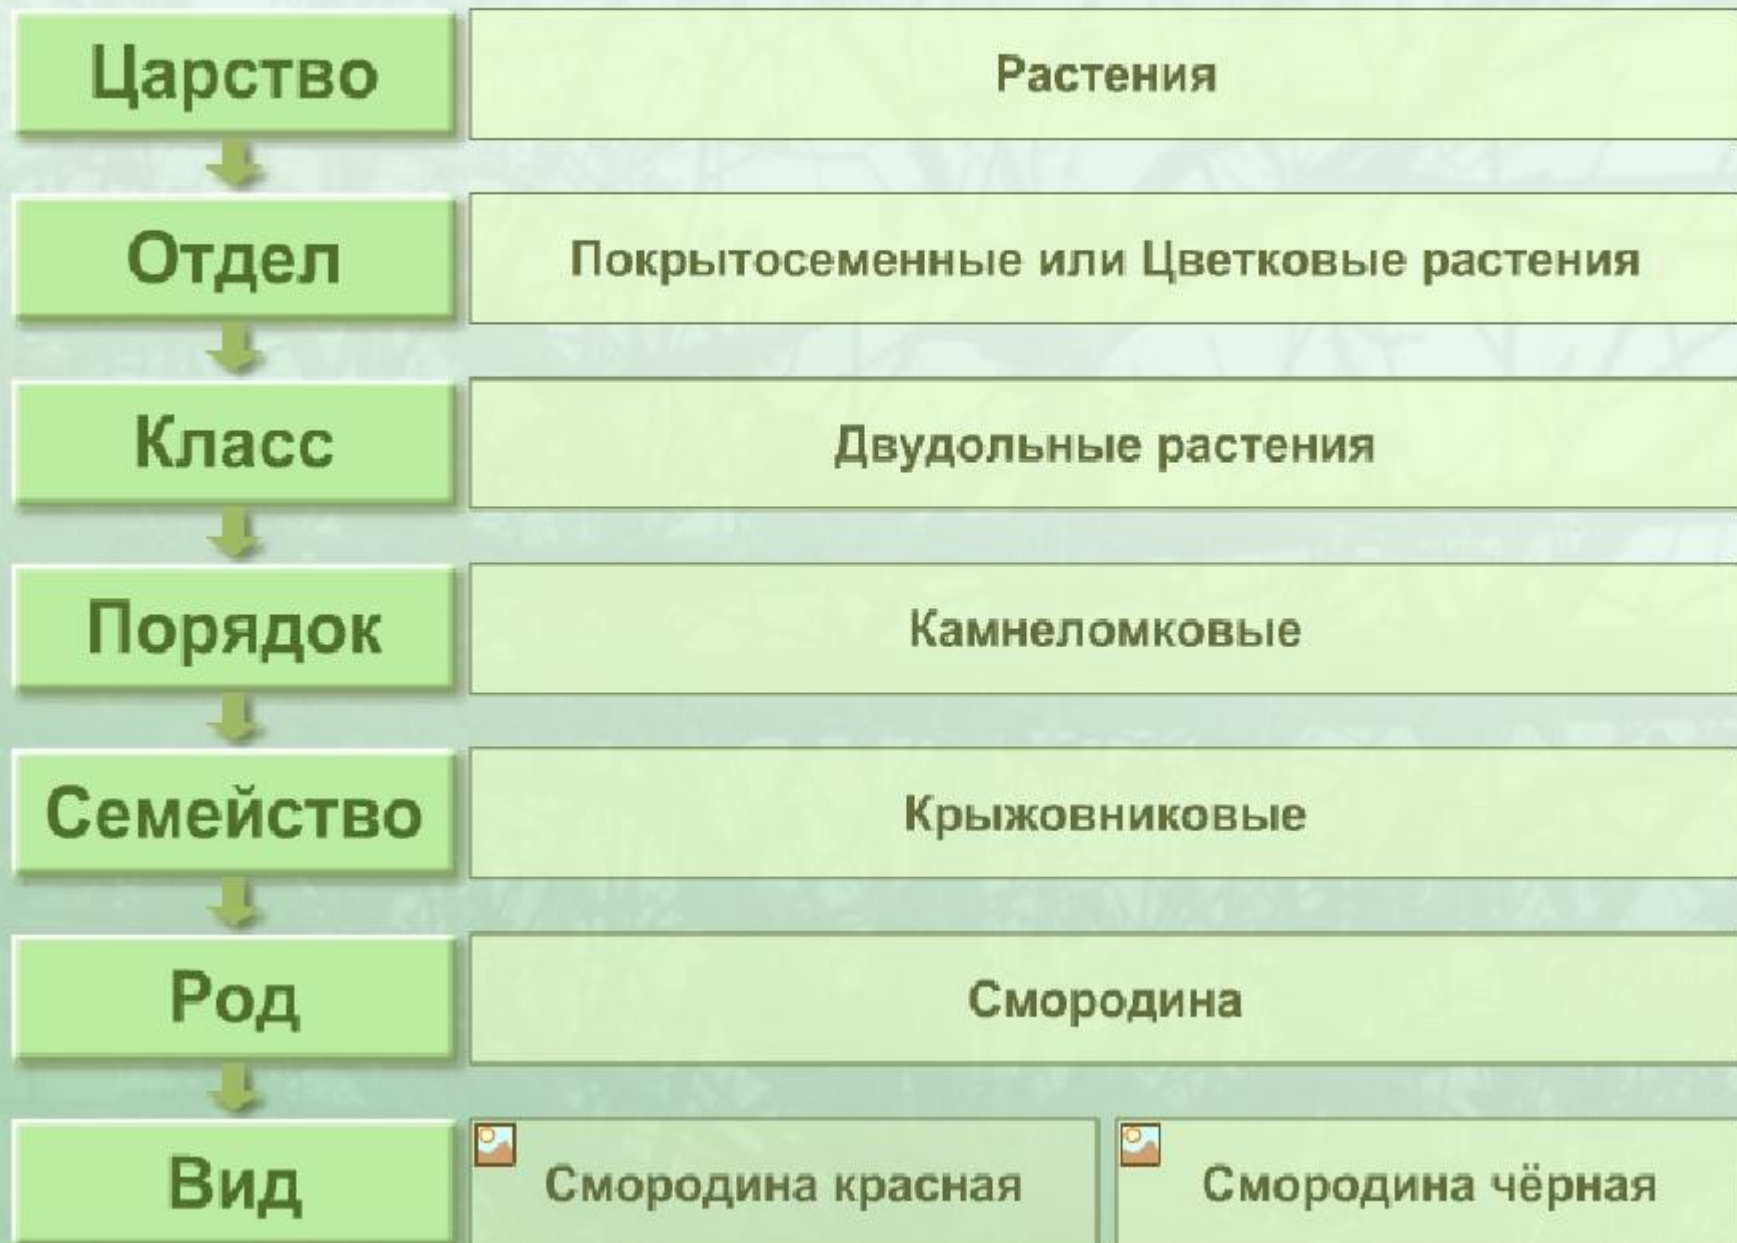 Царство
Растения
Отдел
Покрытосеменные или Цветковые растения
Класс
Двудольные растения
Порядок
Камнеломковые
Семейство
Крыжовниковые
Род
Смородина
Вид
Смородина красная
Смородина чёрная